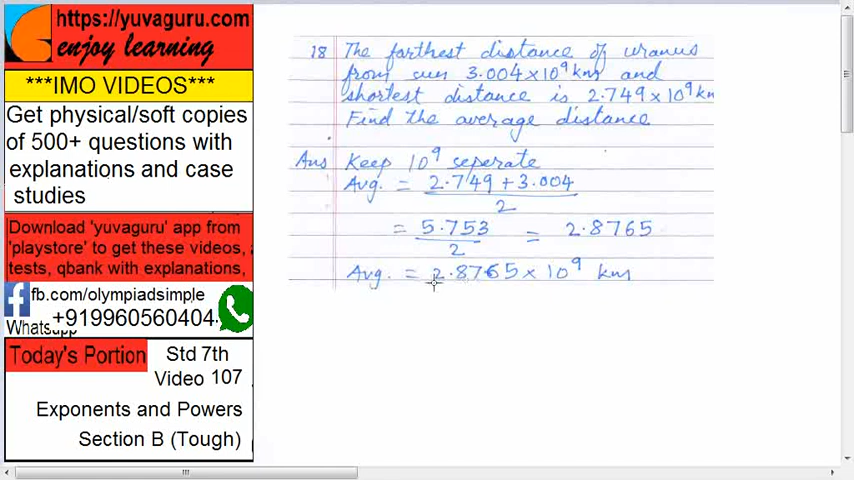 https://yuvaguru.com/
enjoy learning
***IMO VIDEOS***
Get physical/soft copies
of 500+ questions with
explanations and case
studies
Download 'yuvaguru' app from
'playstore' to get these videos,
tests, qbank with explanations,
fb.com/olympiadsimple
Whatsapp
+919960560404
Today's Portion
Std 7th
Video 107
Exponents and Powers
Section B (Tough)
18 The farthest distance of uranus
from sun 3.004×10⁹ km and
shortest distance is 2.749×10⁹ km
Find the average distance
Ans Keep 10⁹ seperate
Avg. = 2.749 + 3.004
2
= 5.753 = 2.8765
2
Avg. = 2.8765×10⁹ km